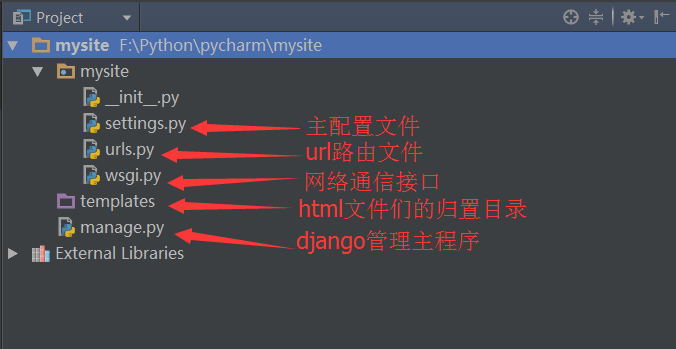 Project
mysite F:\Python\pycharm\mysite
mysite
__init__.py
settings.py 主配置文件
urls.py url路由文件
wsgi.py 网络通信接口
templates html文件们的归置目录
manage.py django管理主程序
External Libraries